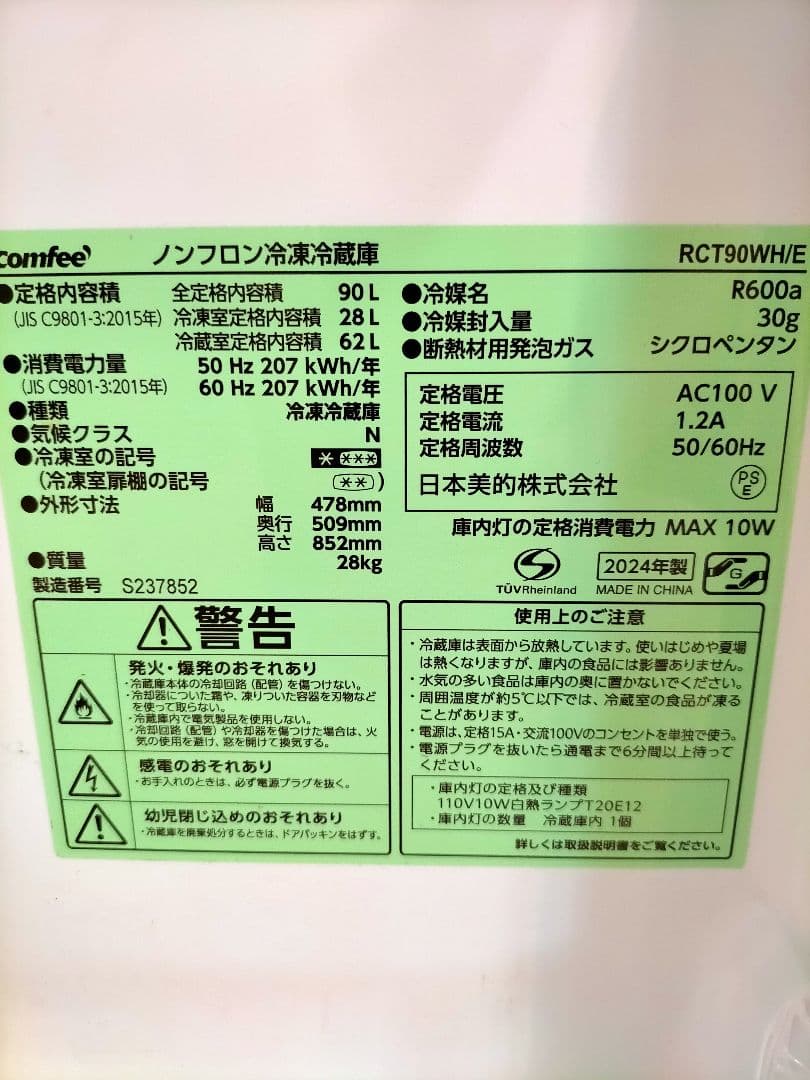 comfee' ノンフロン冷凍冷蔵庫 RCT90WH/E
●定格内容積 全定格内容積 90 L
(JIS C9801-3:2015年) 冷凍室定格内容積 28 L
冷蔵室定格内容積 62 L
●消費電力量 50 Hz 207 kWh/年
(JIS C9801-3:2015年) 60 Hz 207 kWh/年
●種類 冷凍冷蔵庫
●気候クラス N
●冷凍室の記号 * ***
(冷凍室扉棚の記号 **)
●外形寸法 幅 478mm
奥行 509mm
高さ 852mm
●質量 28kg
製造番号 S237852
●冷媒名 R600a
●冷媒封入量 30g
●断熱材用発泡ガス シクロペンタン
定格電圧 AC100 V
定格電流 1.2A
定格周波数 50/60Hz
日本美的株式会社 PSE
庫内灯の定格消費電力 MAX 10W
TÜVRheinland
2024年製
MADE IN CHINA
G
警告
発火・爆発のおそれあり
・冷蔵庫本体の冷却回路(配管)を傷つけない。
・冷却器についた霜や、凍りついた容器を刃物など
を使って取らない。
・冷蔵庫内で電気製品を使用しない。
・冷却回路(配管)や冷却器を傷つけた場合は、火
気の使用を避け、窓を開けて換気する。
感電のおそれあり
・お手入れのときは、必ず電源プラグを抜く。
幼児閉じ込めのおそれあり
・冷蔵庫を廃棄処分するときは、ドアパッキンをはずす。
使用上のご注意
・冷蔵庫は表面から放熱しています。使いはじめや夏場
は熱くなりますが、庫内の食品には影響ありません。
・水気の多い食品は庫内の奥に置かないでください。
・周囲温度が約5℃以下では、冷蔵室の食品が凍る
ことがあります。
・電源は、定格15A・交流100Vのコンセントを単独で使う。
・電源プラグを抜いたら通電まで6分間以上待って
ください。
・庫内灯の定格及び種類
110V10W白熱ランプT20E12
・庫内灯の数量 冷蔵庫内 1個
詳しくは取扱説明書をご覧ください。